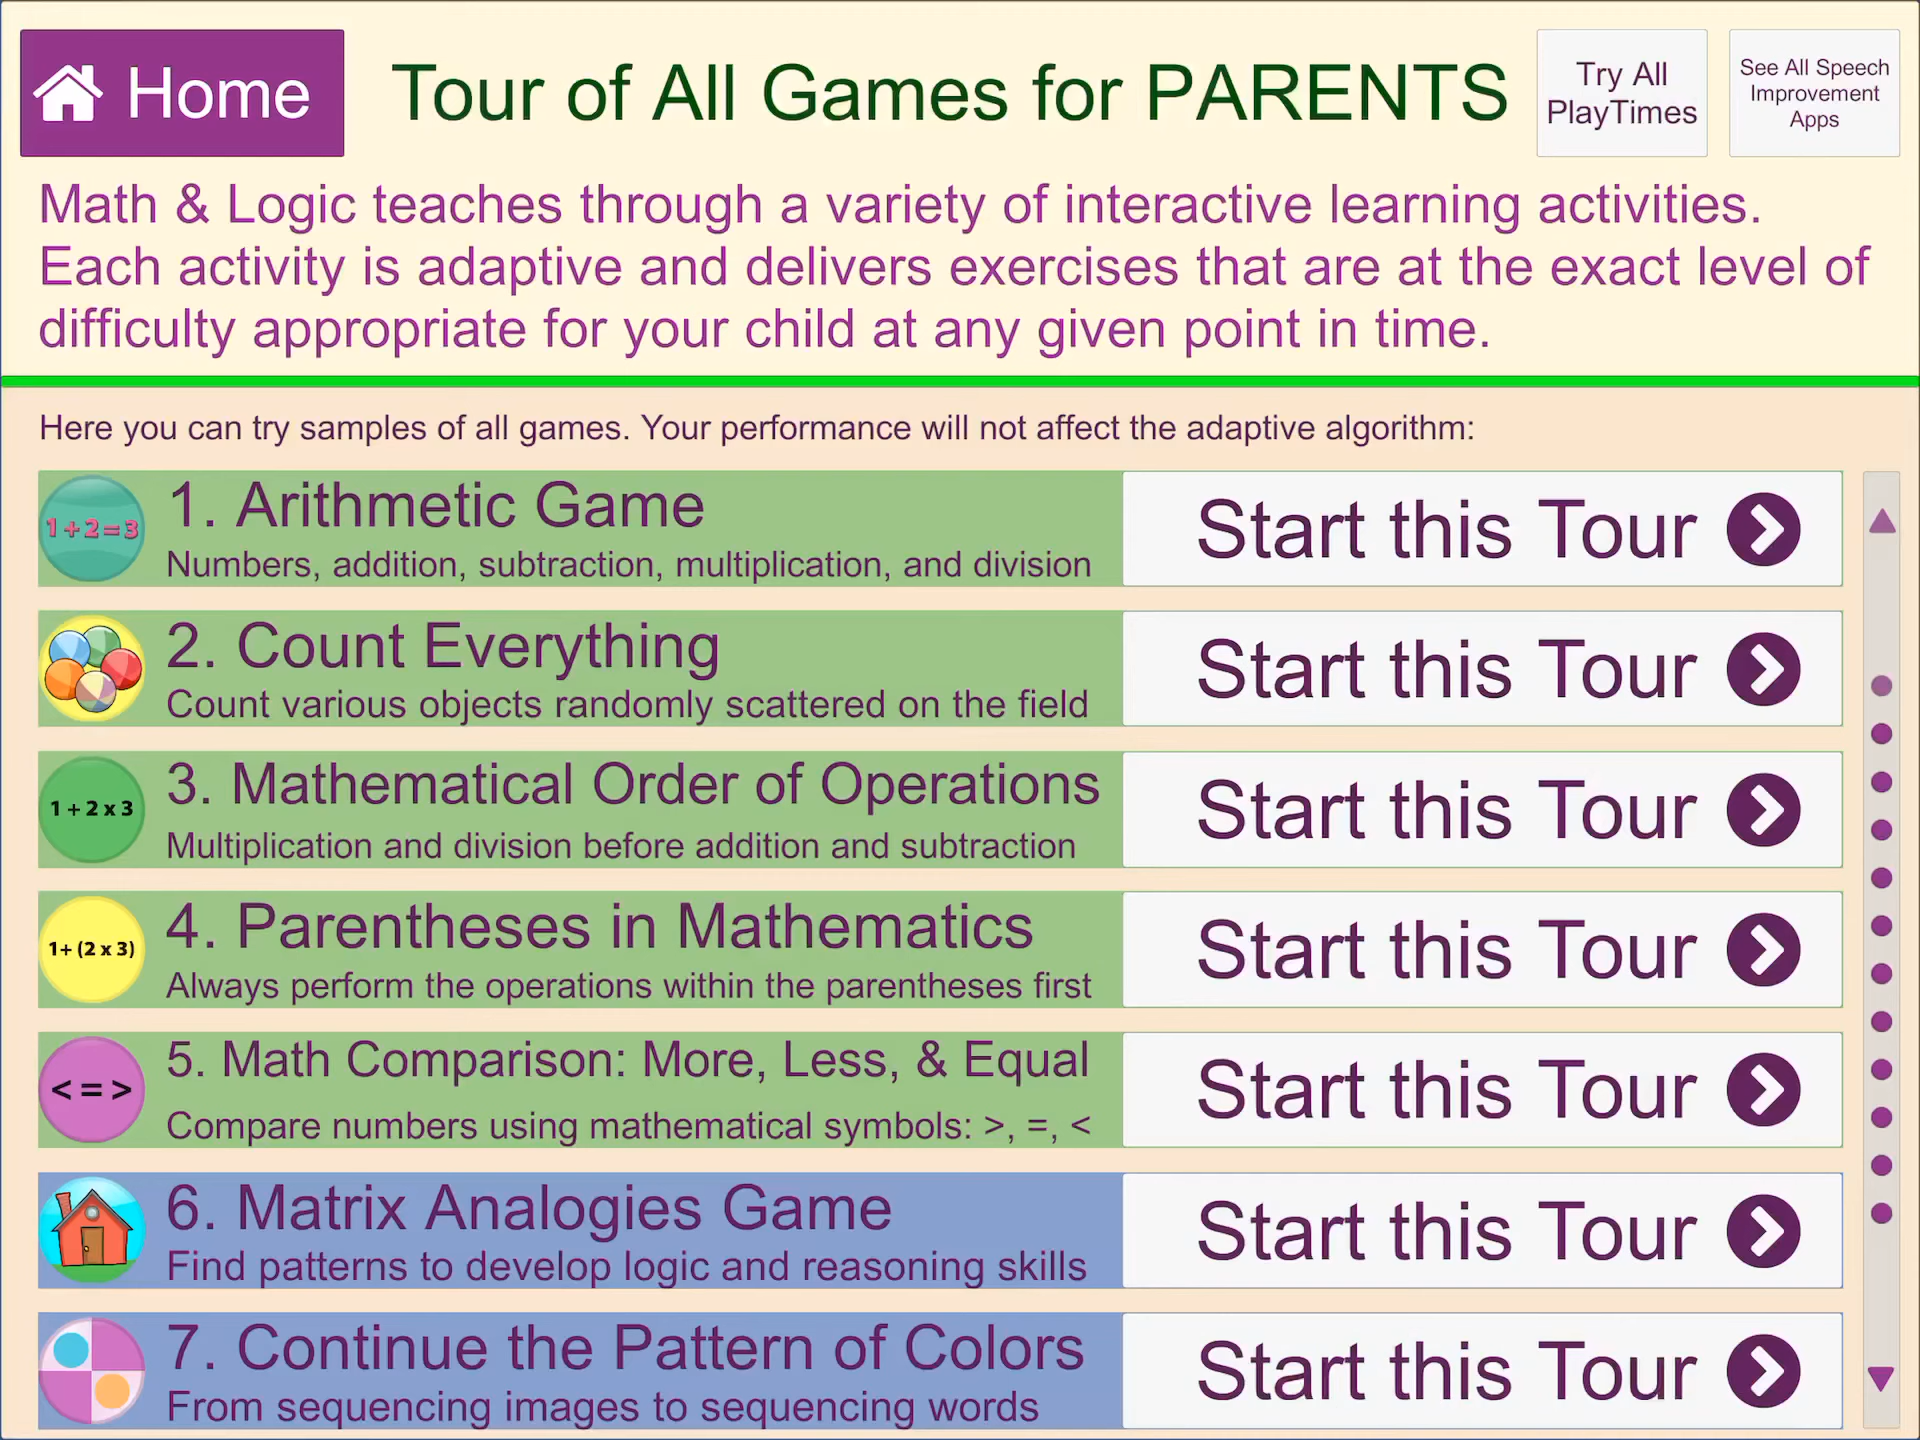 Home
Tour of All Games for PARENTS
Try All
PlayTimes
See All Speech
Improvement
Apps
Math & Logic teaches through a variety of interactive learning activities.
Each activity is adaptive and delivers exercises that are at the exact level of
difficulty appropriate for your child at any given point in time.
Here you can try samples of all games. Your performance will not affect the adaptive algorithm:
1+2=3
1. Arithmetic Game
Numbers, addition, subtraction, multiplication, and division
Start this Tour
2. Count Everything
Count various objects randomly scattered on the field
Start this Tour
1 + 2 x 3
3. Mathematical Order of Operations
Multiplication and division before addition and subtraction
Start this Tour
1+ (2 x 3)
4. Parentheses in Mathematics
Always perform the operations within the parentheses first
Start this Tour
< = >
5. Math Comparison: More, Less, & Equal
Compare numbers using mathematical symbols: >, =, <
Start this Tour
6. Matrix Analogies Game
Find patterns to develop logic and reasoning skills
Start this Tour
7. Continue the Pattern of Colors
From sequencing images to sequencing words
Start this Tour